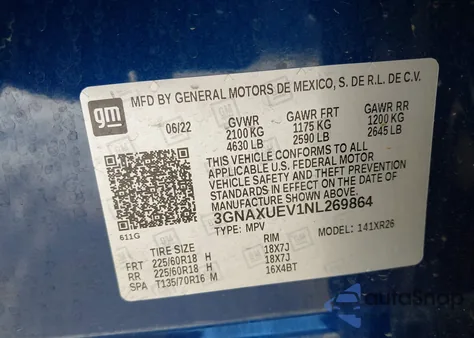 gm
MFD BY GENERAL MOTORS DE MEXICO, S. DE R.L. DE C.V.
06/22 GVWR GAWR FRT GAWR RR
2100 KG 1175 KG 1200 KG
4630 LB 2590 LB 2645 LB
THIS VEHICLE CONFORMS TO ALL
APPLICABLE U.S. FEDERAL MOTOR
VEHICLE SAFETY AND THEFT
PREVENTION STANDARDS IN EFFECT ON
THE DATE OF MANUFACTURE SHOWN ABOVE.
3GNAXUEV1NL269864
TYPE: MPV MODEL: 141XR26
611G
TIRE SIZE RIM
FRT 225/60R18 H 18X7J
RR 225/60R18 H 18X7J
SPA T135/70R16 M 16X4BT
autoSnap